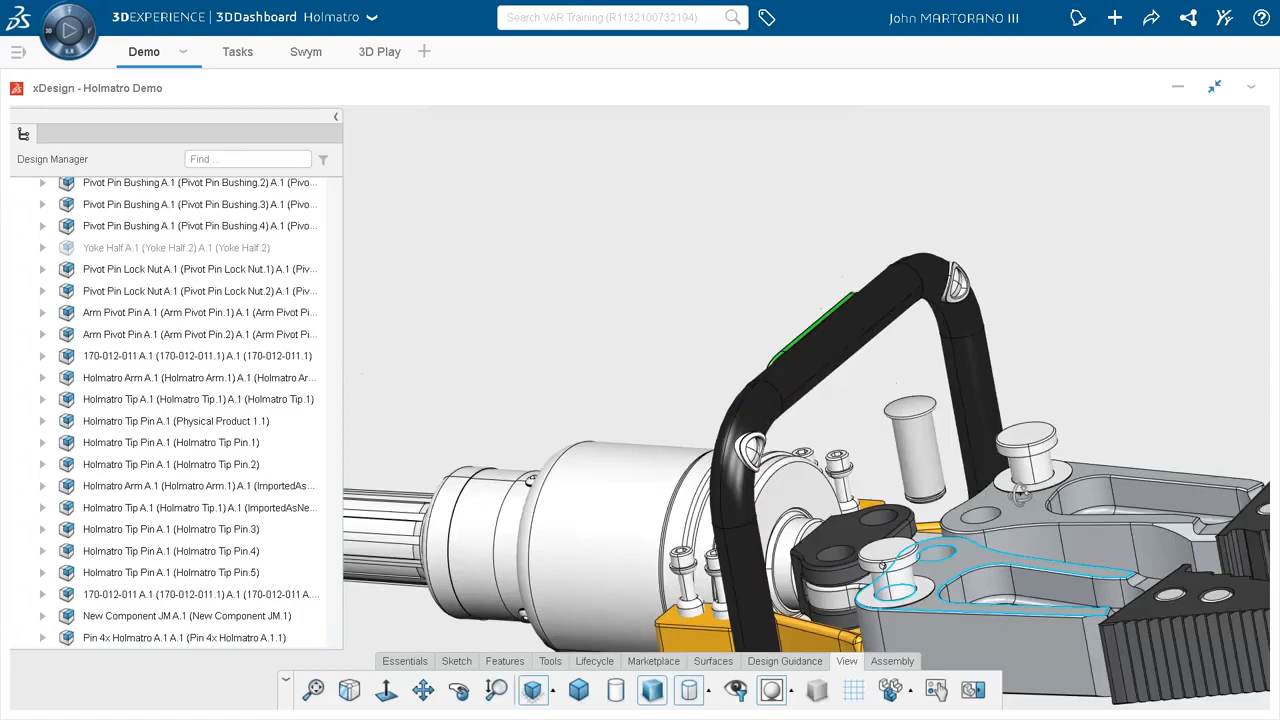 3DEXPERIENCE | 3DDashboard Holmatro
Search VAR Training (R1132100732194)
John MARTORANO III
3D
V.R
Demo
Tasks
Swym
3D Play
xDesign - Holmatro Demo
Design Manager
Find ...
Pivot Pin Bushing A.1 (Pivot Pin Bushing.2) A.1 (Pivo...
Pivot Pin Bushing A.1 (Pivot Pin Bushing.3) A.1 (Pivo...
Pivot Pin Bushing A.1 (Pivot Pin Bushing.4) A.1 (Pivo...
Yoke Half A.1 (Yoke Half.2) A.1 (Yoke Half.2)
Pivot Pin Lock Nut A.1 (Pivot Pin Lock Nut.1) A.1 (Piv...
Pivot Pin Lock Nut A.1 (Pivot Pin Lock Nut.2) A.1 (Piv...
Arm Pivot Pin A.1 (Arm Pivot Pin.1) A.1 (Arm Pivot Pi...
Arm Pivot Pin A.1 (Arm Pivot Pin.2) A.1 (Arm Pivot Pi...
170-012-011 A.1 (170-012-011.1) A.1 (170-012-011.1)
Holmatro Arm A.1 (Holmatro Arm.1) A.1 (Holmatro Ar...
Holmatro Tip A.1 (Holmatro Tip.1) A.1 (Holmatro Tip.1)
Holmatro Tip Pin A.1 (Physical Product 1.1)
Holmatro Tip Pin A.1 (Holmatro Tip Pin.1)
Holmatro Tip Pin A.1 (Holmatro Tip Pin.2)
Holmatro Arm A.1 (Holmatro Arm.1) A.1 (ImportedAs...
Holmatro Tip A.1 (Holmatro Tip.1) A.1 (ImportedAsNe...
Holmatro Tip Pin A.1 (Holmatro Tip Pin.3)
Holmatro Tip Pin A.1 (Holmatro Tip Pin.4)
Holmatro Tip Pin A.1 (Holmatro Tip Pin.5)
170-012-011 A.1 (170-012-011.1) A.1 (170-012-011 A...
New Component JM A.1 (New Component JM.1)
Pin 4x Holmatro A.1 A.1 (Pin 4x Holmatro A.1.1)
Essentials
Sketch
Features
Tools
Lifecycle
Marketplace
Surfaces
Design Guidance
View
Assembly